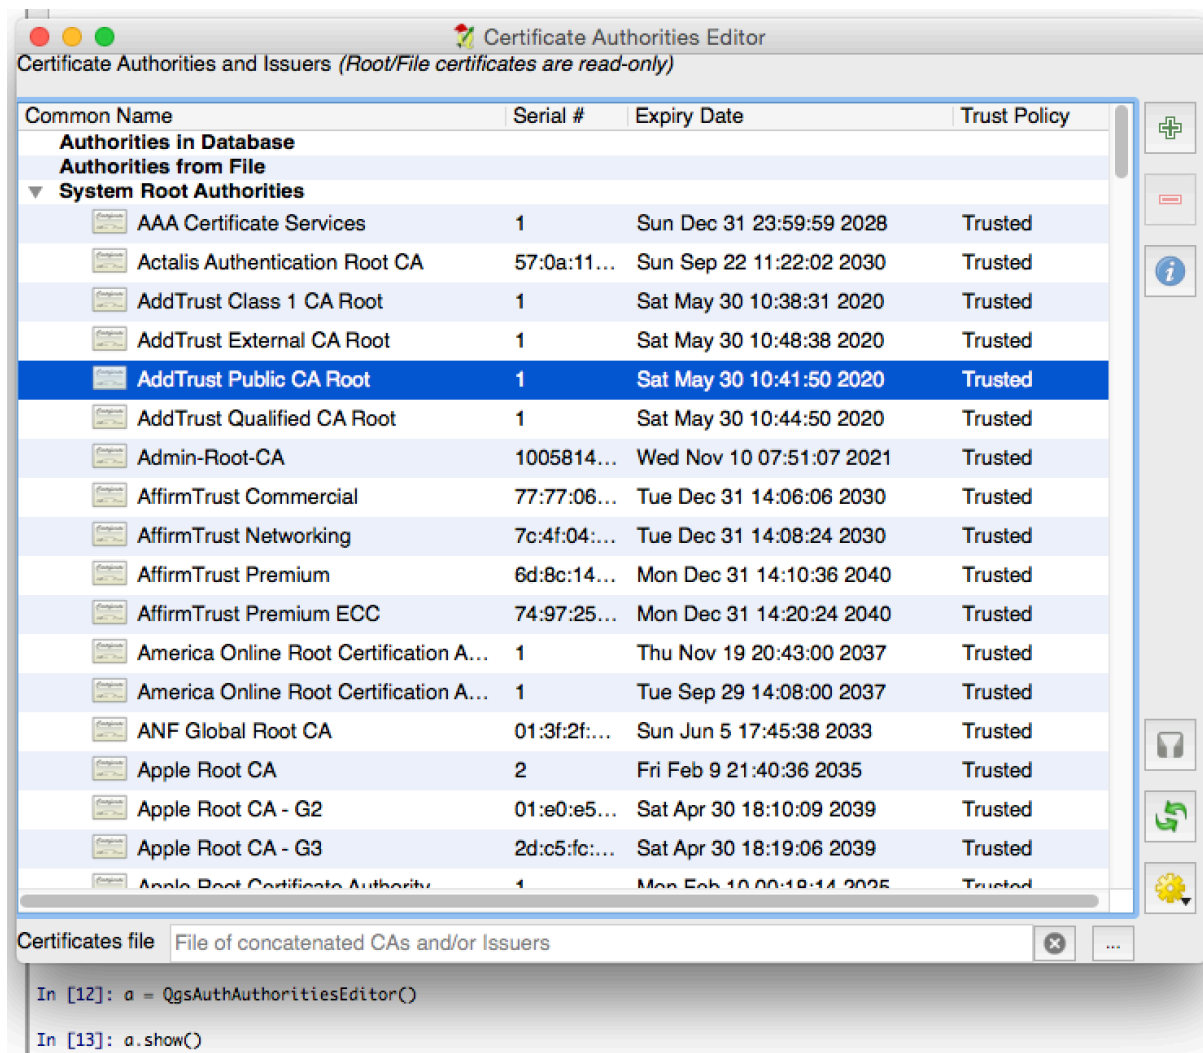 Certificate Authorities Editor
Certificate Authorities and Issuers (Root/File certificates are read-only)
Common Name Serial # Expiry Date Trust Policy
Authorities in Database
Authorities from File
System Root Authorities
AAA Certificate Services 1 Sun Dec 31 23:59:59 2028 Trusted
Actalis Authentication Root CA 57:0a:11... Sun Sep 22 11:22:02 2030 Trusted
AddTrust Class 1 CA Root 1 Sat May 30 10:38:31 2020 Trusted
AddTrust External CA Root 1 Sat May 30 10:48:38 2020 Trusted
AddTrust Public CA Root 1 Sat May 30 10:41:50 2020 Trusted
AddTrust Qualified CA Root 1 Sat May 30 10:44:50 2020 Trusted
Admin-Root-CA 1005814... Wed Nov 10 07:51:07 2021 Trusted
AffirmTrust Commercial 77:77:06... Tue Dec 31 14:06:06 2030 Trusted
AffirmTrust Networking 7c:4f:04:... Tue Dec 31 14:08:24 2030 Trusted
AffirmTrust Premium 6d:8c:14... Mon Dec 31 14:10:36 2040 Trusted
AffirmTrust Premium ECC 74:97:25... Mon Dec 31 14:20:24 2040 Trusted
America Online Root Certification A... 1 Thu Nov 19 20:43:00 2037 Trusted
America Online Root Certification A... 1 Tue Sep 29 14:08:00 2037 Trusted
ANF Global Root CA 01:3f:2f:... Sun Jun 5 17:45:38 2033 Trusted
Apple Root CA 2 Fri Feb 9 21:40:36 2035 Trusted
Apple Root CA - G2 01:e0:e5... Sat Apr 30 18:10:09 2039 Trusted
Apple Root CA - G3 2d:c5:fc:... Sat Apr 30 18:19:06 2039 Trusted
Apple Root Certificate Authority 1 Mon Feb 10 00:18:14 2025 Trusted
Certificates file File of concatenated CAs and/or Issuers ...
In [12]: a = QgsAuthAuthoritiesEditor()
In [13]: a.show()